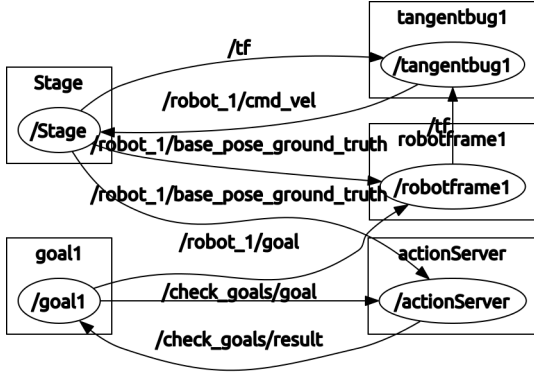 tangentbug1
/tf
Stage
/tangentbug1
/robot_1/cmd_vel
/Stage
/tf
robotframe1
/robot_1/base_pose_ground_truth
/robotframe1
/robot_1/base_pose_ground_truth
/robot_1/goal
goal1
actionServer
/check_goals/goal
/goal1
/actionServer
/check_goals/result